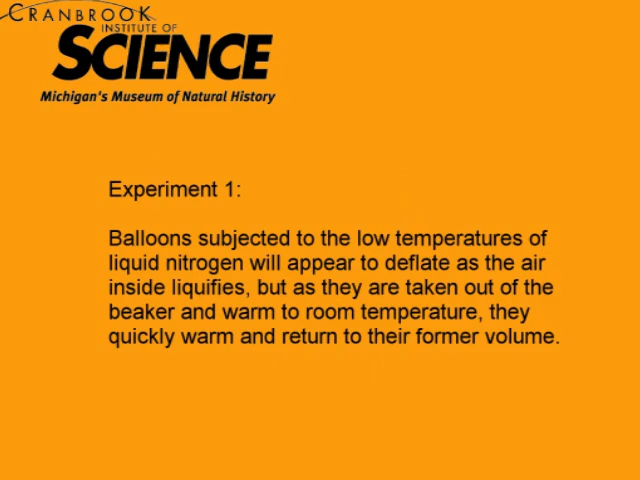 CRANBROOK
INSTITUTE OF
SCIENCE
Michigan's Museum of Natural History
Experiment 1:
Balloons subjected to the low temperatures of
liquid nitrogen will appear to deflate as the air
inside liquifies, but as they are taken out of the
beaker and warm to room temperature, they
quickly warm and return to their former volume.